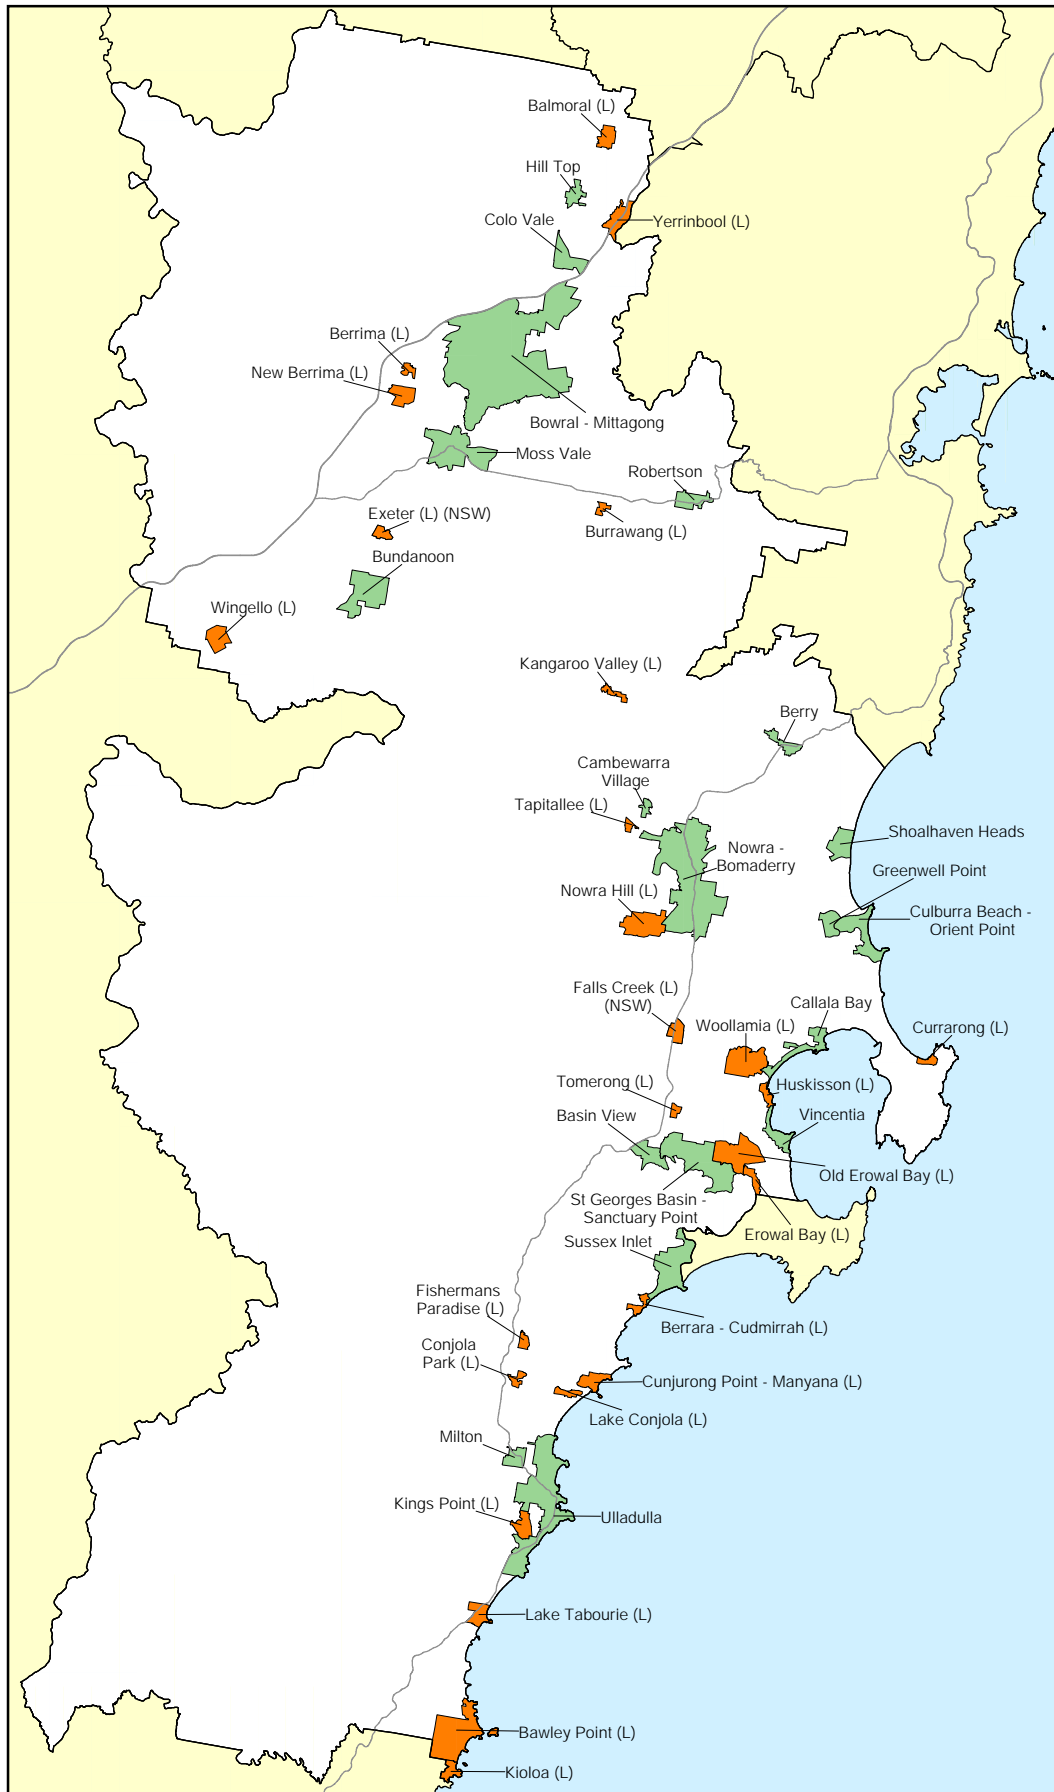 Balmoral (L)
Hill Top
Colo Vale
Yerrinbool (L)
Berrima (L)
New Berrima (L)
Bowral - Mittagong
Moss Vale
Robertson
Exeter (L) (NSW)
Burrawang (L)
Bundanoon
Wingello (L)
Kangaroo Valley (L)
Berry
Cambewarra
Village
Tapitallee (L)
Shoalhaven Heads
Nowra -
Bomaderry
Greenwell Point
Nowra Hill (L)
Culburra Beach -
Orient Point
Falls Creek (L)
(NSW)
Callala Bay
Woollamia (L)
Currarong (L)
Tomerong (L)
Huskisson (L)
Basin View
Vincentia
Old Erowal Bay (L)
St Georges Basin -
Sanctuary Point
Erowal Bay (L)
Sussex Inlet
Fishermans
Paradise (L)
Berrara - Cudmirrah (L)
Conjola
Park (L)
Cunjurong Point - Manyana (L)
Lake Conjola (L)
Milton
Kings Point (L)
Ulladulla
Lake Tabourie (L)
Bawley Point (L)
Kioloa (L)